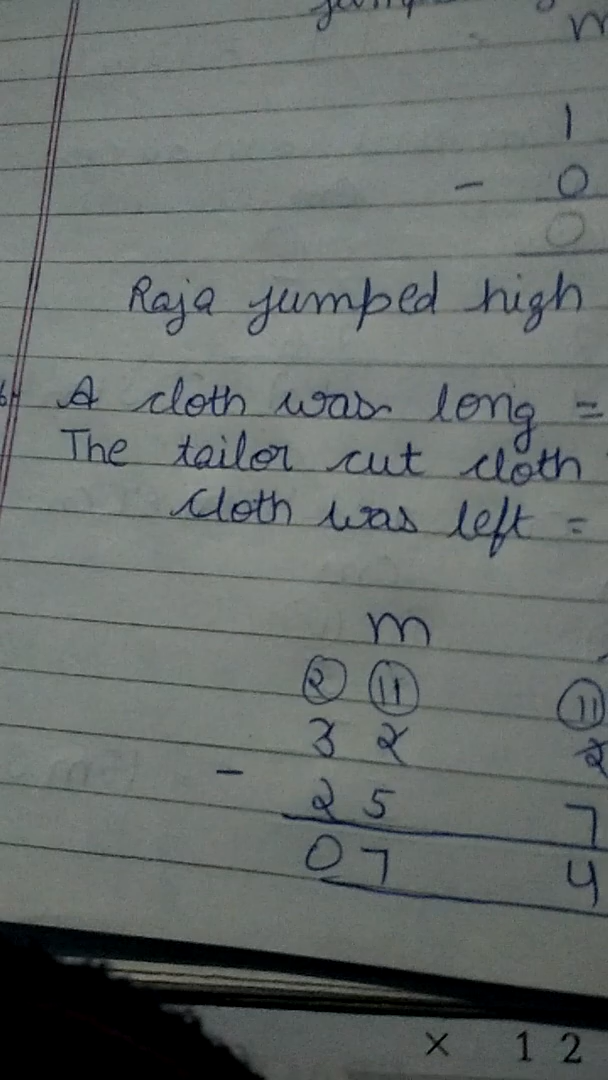 m
1
- 0
0
Raja jumped high
A cloth was long =
The tailor cut cloth
cloth was left =
m
2 11 11
3 2 2
- 2 5 7
0 7 4
× 1 2